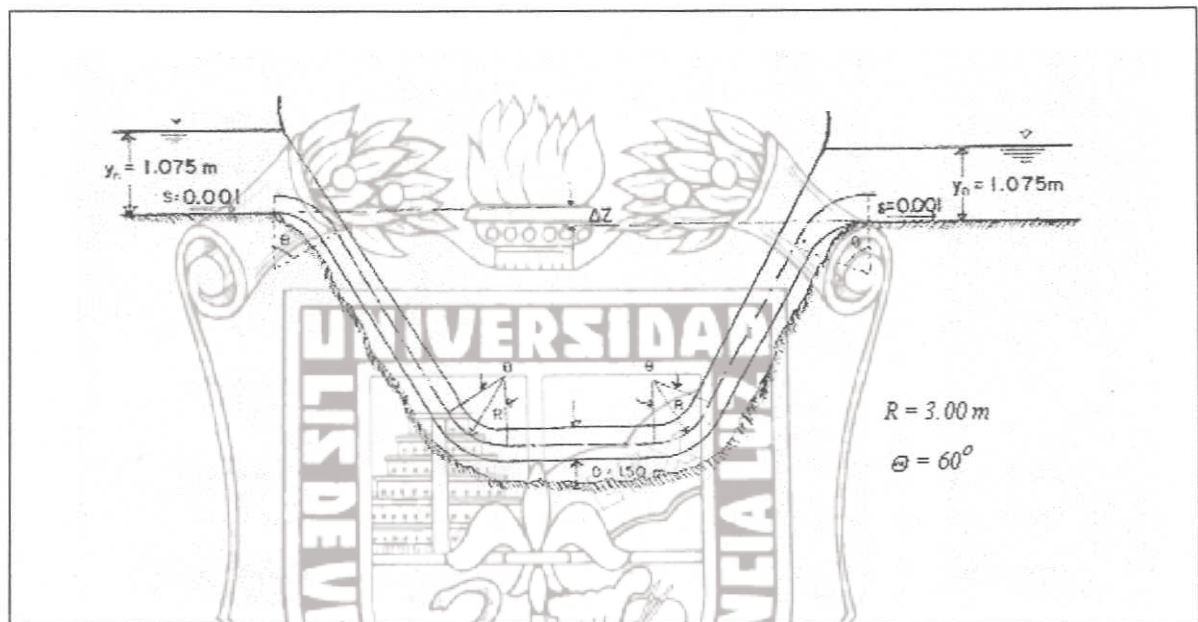 yₙ = 1.075 m
s=0.001
θ
ΔZ
yₙ = 1.075m
s=0.001
θ
UNIVERSIDAD
θ
θ
R
R
D = 1.50 m
R = 3.00 m
Θ = 60°